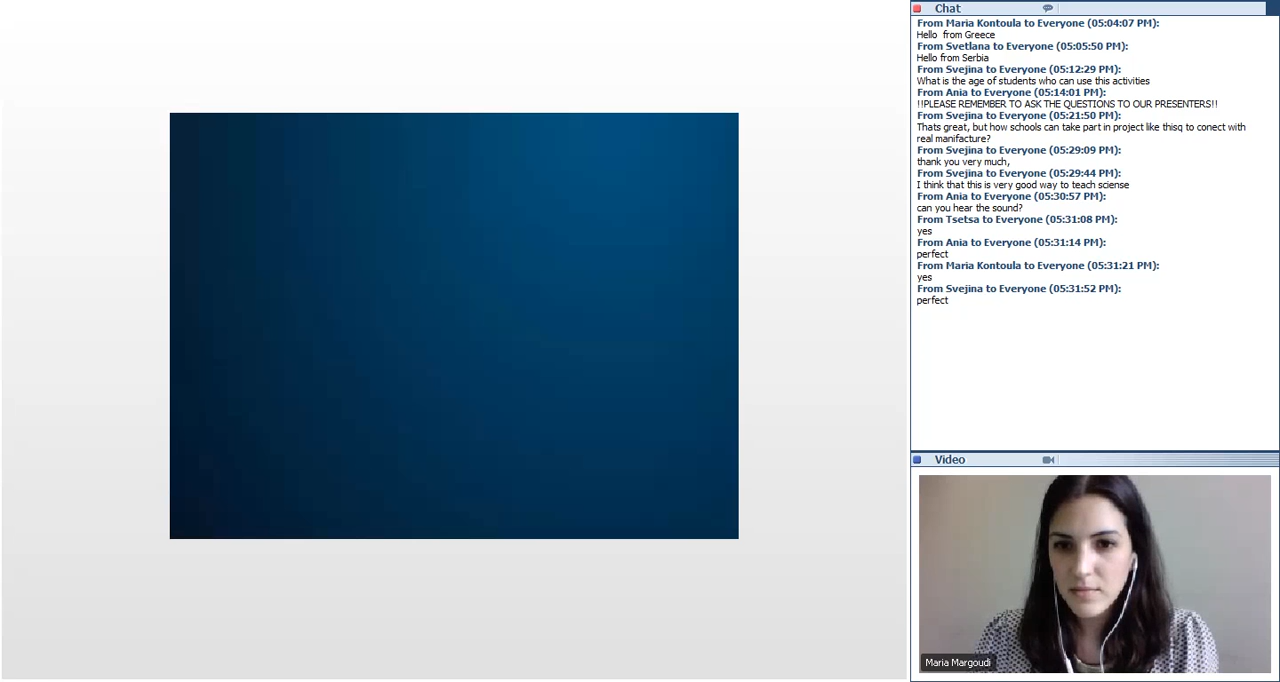 Chat
From Maria Kontoula to Everyone (05:04:07 PM):
Hello  from Greece
From Svetlana to Everyone (05:05:50 PM):
Hello from Serbia
From Svejina to Everyone (05:12:29 PM):
What is the age of students who can use this activities
From Ania to Everyone (05:14:01 PM):
!!PLEASE REMEMBER TO ASK THE QUESTIONS TO OUR PRESENTERS!!
From Svejina to Everyone (05:21:50 PM):
Thats great, but how schools can take part in project like thisq to conect with
real manifacture?
From Svejina to Everyone (05:29:09 PM):
thank you very much,
From Svejina to Everyone (05:29:44 PM):
I think that this is very good way to teach sciense
From Ania to Everyone (05:30:57 PM):
can you hear the sound?
From Tsetsa to Everyone (05:31:08 PM):
yes
From Ania to Everyone (05:31:14 PM):
perfect
From Maria Kontoula to Everyone (05:31:21 PM):
yes
From Svejina to Everyone (05:31:52 PM):
perfect
Video
Maria Margoudi